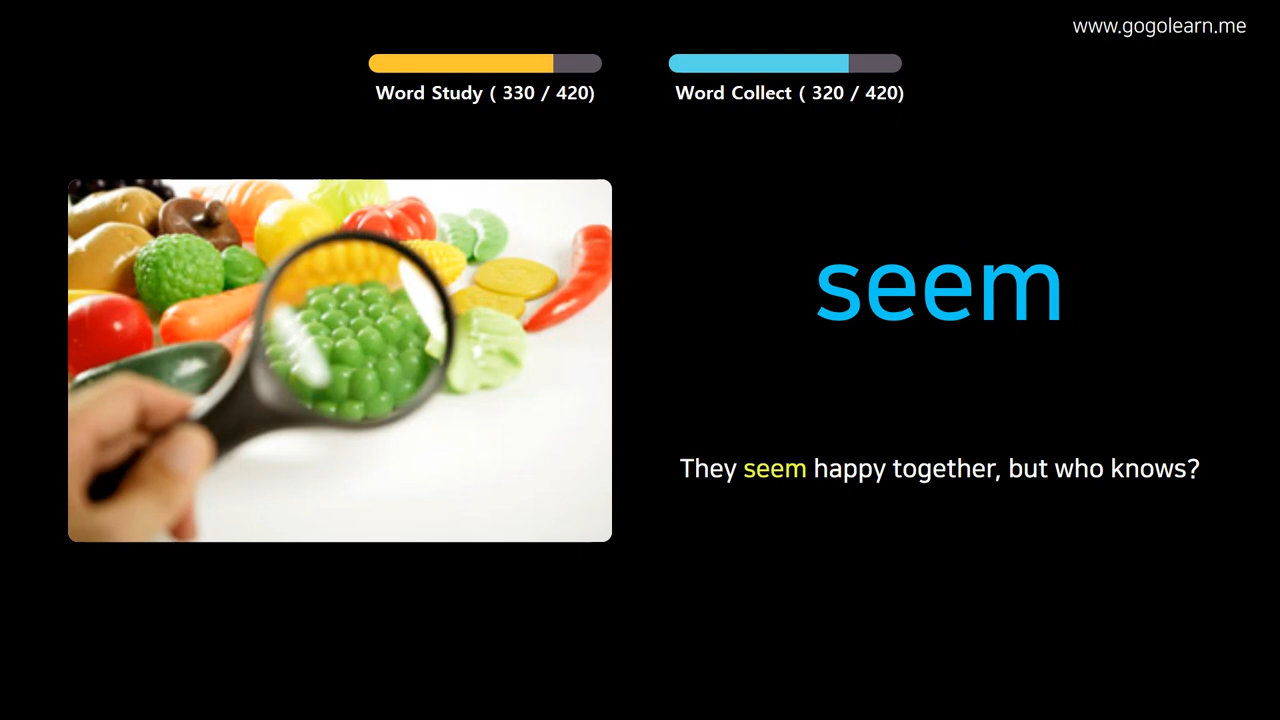 www.gogolearn.me
Word Study ( 330 / 420)
Word Collect ( 320 / 420)
seem
They seem happy together, but who knows?